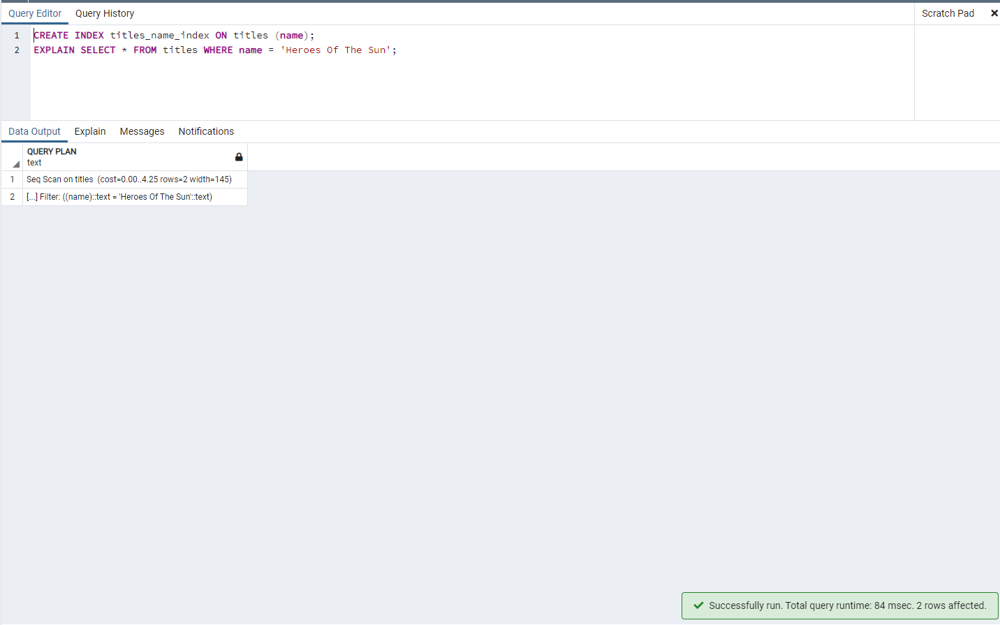 Query Editor Query History Scratch Pad
1 CREATE INDEX titles_name_index ON titles (name);
2 EXPLAIN SELECT * FROM titles WHERE name = 'Heroes Of The Sun';
Data Output Explain Messages Notifications
QUERY PLAN
text
1 Seq Scan on titles (cost=0.00..4.25 rows=2 width=145)
2 [...] Filter: ((name)::text = 'Heroes Of The Sun'::text)
Successfully run. Total query runtime: 84 msec. 2 rows affected.